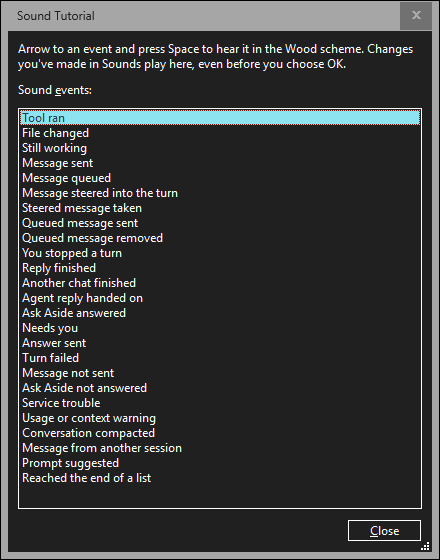 Sound Tutorial
Arrow to an event and press Space to hear it in the Wood scheme. Changes
you've made in Sounds play here, even before you choose OK.
Sound events:
Tool ran
File changed
Still working
Message sent
Message queued
Message steered into the turn
Steered message taken
Queued message sent
Queued message removed
You stopped a turn
Reply finished
Another chat finished
Agent reply handed on
Ask Aside answered
Needs you
Answer sent
Turn failed
Message not sent
Ask Aside not answered
Service trouble
Usage or context warning
Conversation compacted
Message from another session
Prompt suggested
Reached the end of a list
Close